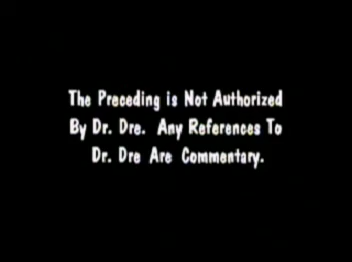 The Preceding is Not Authorized
By Dr. Dre. Any References To
Dr. Dre Are Commentary.